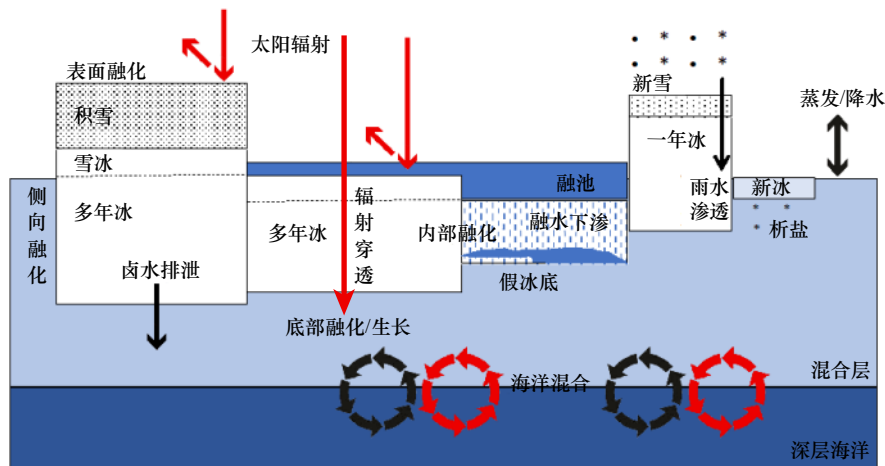 太阳辐射
表面融化
新雪
蒸发/降水
积雪
一年冰
雪冰
融池
雨水
渗透
新冰
侧向融化
多年冰
多年冰
辐射穿透
内部融化
融水下渗
析盐
卤水排泄
假冰底
底部融化/生长
混合层
海洋混合
深层海洋